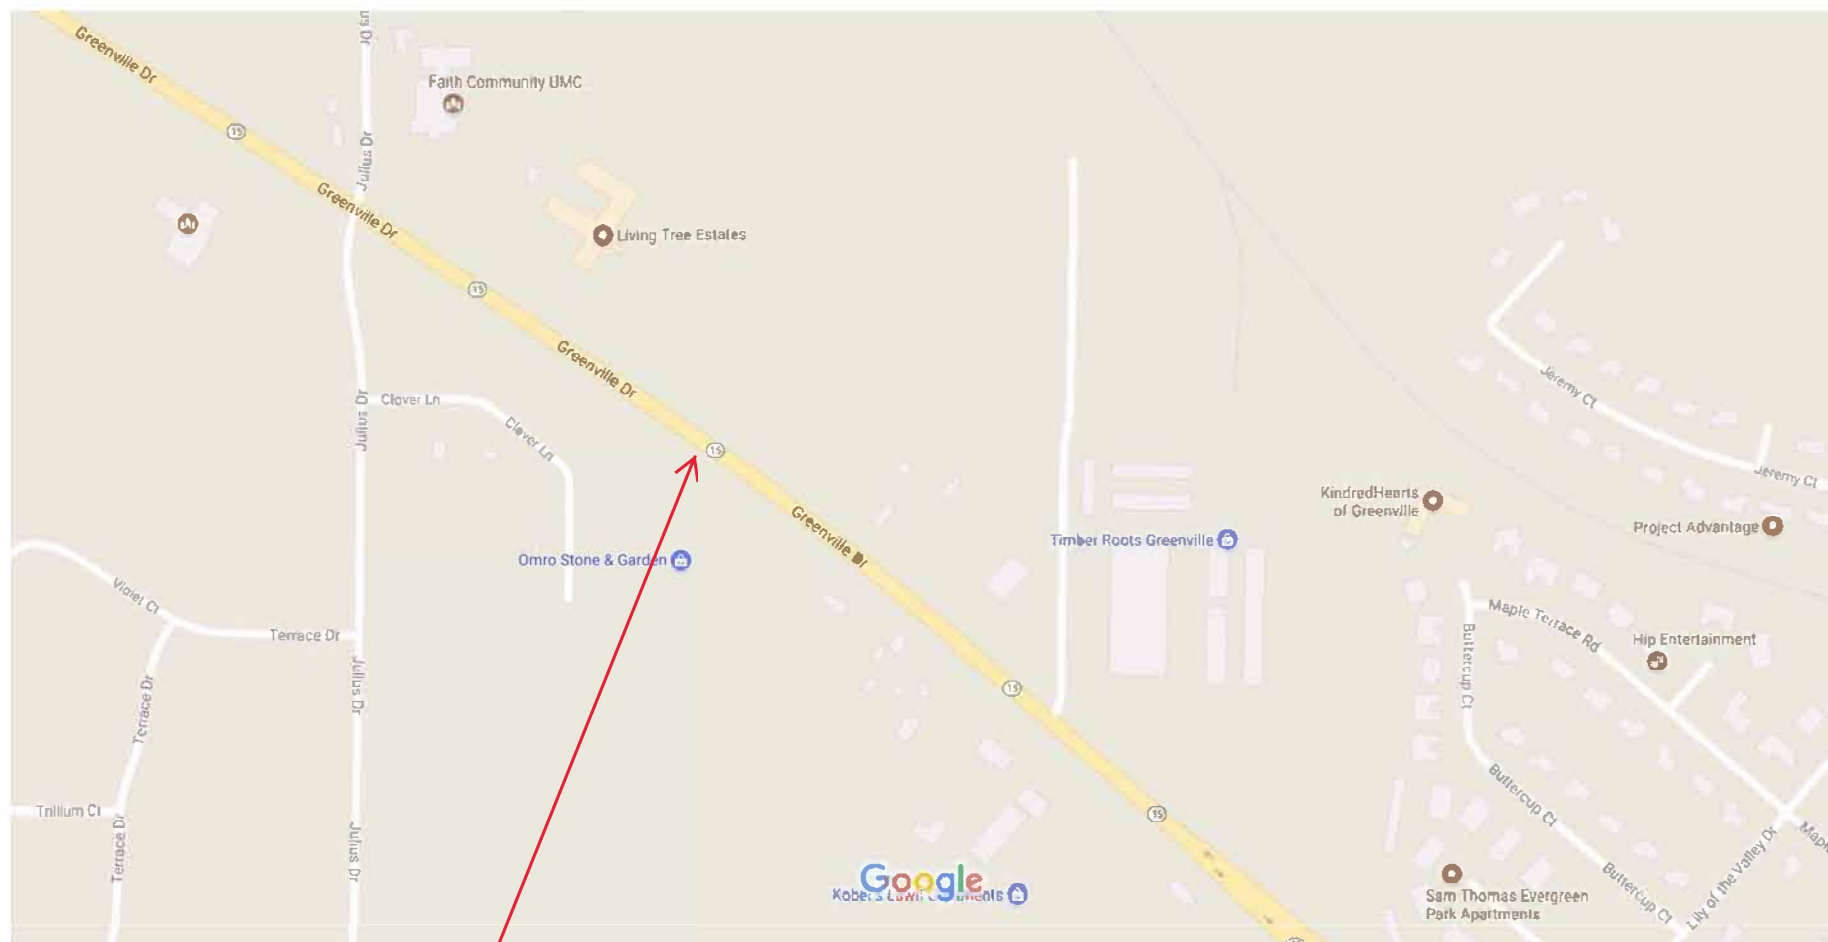 Greenville Dr
Faith Community UMC
Julius Dr
15
Greenville Dr
Living Tree Estates
15
Greenville Dr
Jeremy Ct
Julius Dr
Clover Ln
Clover Ln
15
Jeremy Ct
KindredHearts
of Greenville
Greenville Dr
Project Advantage
Timber Roots Greenville
Omro Stone & Garden
Violet Ct
Maple Terrace Rd
Terrace Dr
Hip Entertainment
Buttercup Ct
Julius Dr
15
Terrace Dr
Buttercup Ct
Trillium Ct
15
Terrace Dr
Julius Dr
Google
Sam Thomas Evergreen
Park Apartments
Buttercup Ct
Lily of the Valley Dr